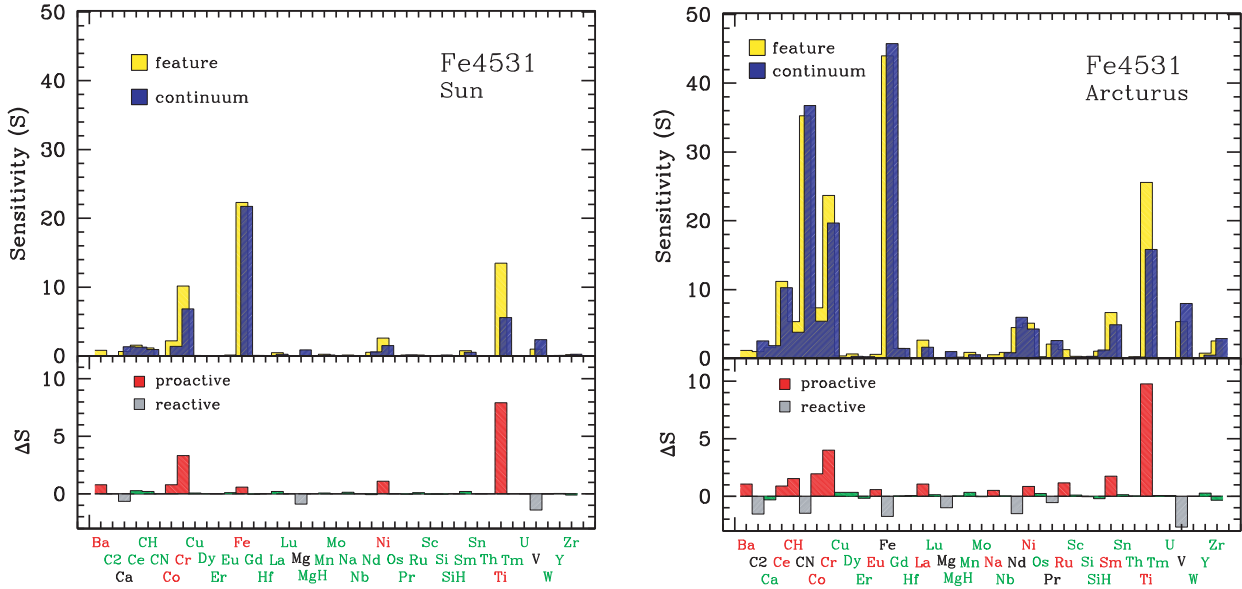 50
40
30
20
10
0
Sensitivity (S)
feature
continuum
Fe4531
Sun
10
5
0
ΔS
proactive
reactive
Ba CH Cu Fe Lu Mo Ni Sc Sn U Zr
C2 Ce CN Cr Dy Eu Gd La Mg Mn Na Nd Os Ru Si Sm Th Tm V Y
Ca Co Er Hf MgH Nb Pr SiH Ti W
50
40
30
20
10
0
Sensitivity (S)
feature
continuum
Fe4531
Arcturus
10
5
0
ΔS
proactive
reactive
Ba CH Cu Fe Lu Mo Ni Sc Sn U Zr
C2 Ce CN Cr Dy Eu Gd La Mg Mn Na Nd Os Ru Si Sm Th Tm V Y
Ca Co Er Hf MgH Nb Pr SiH Ti W